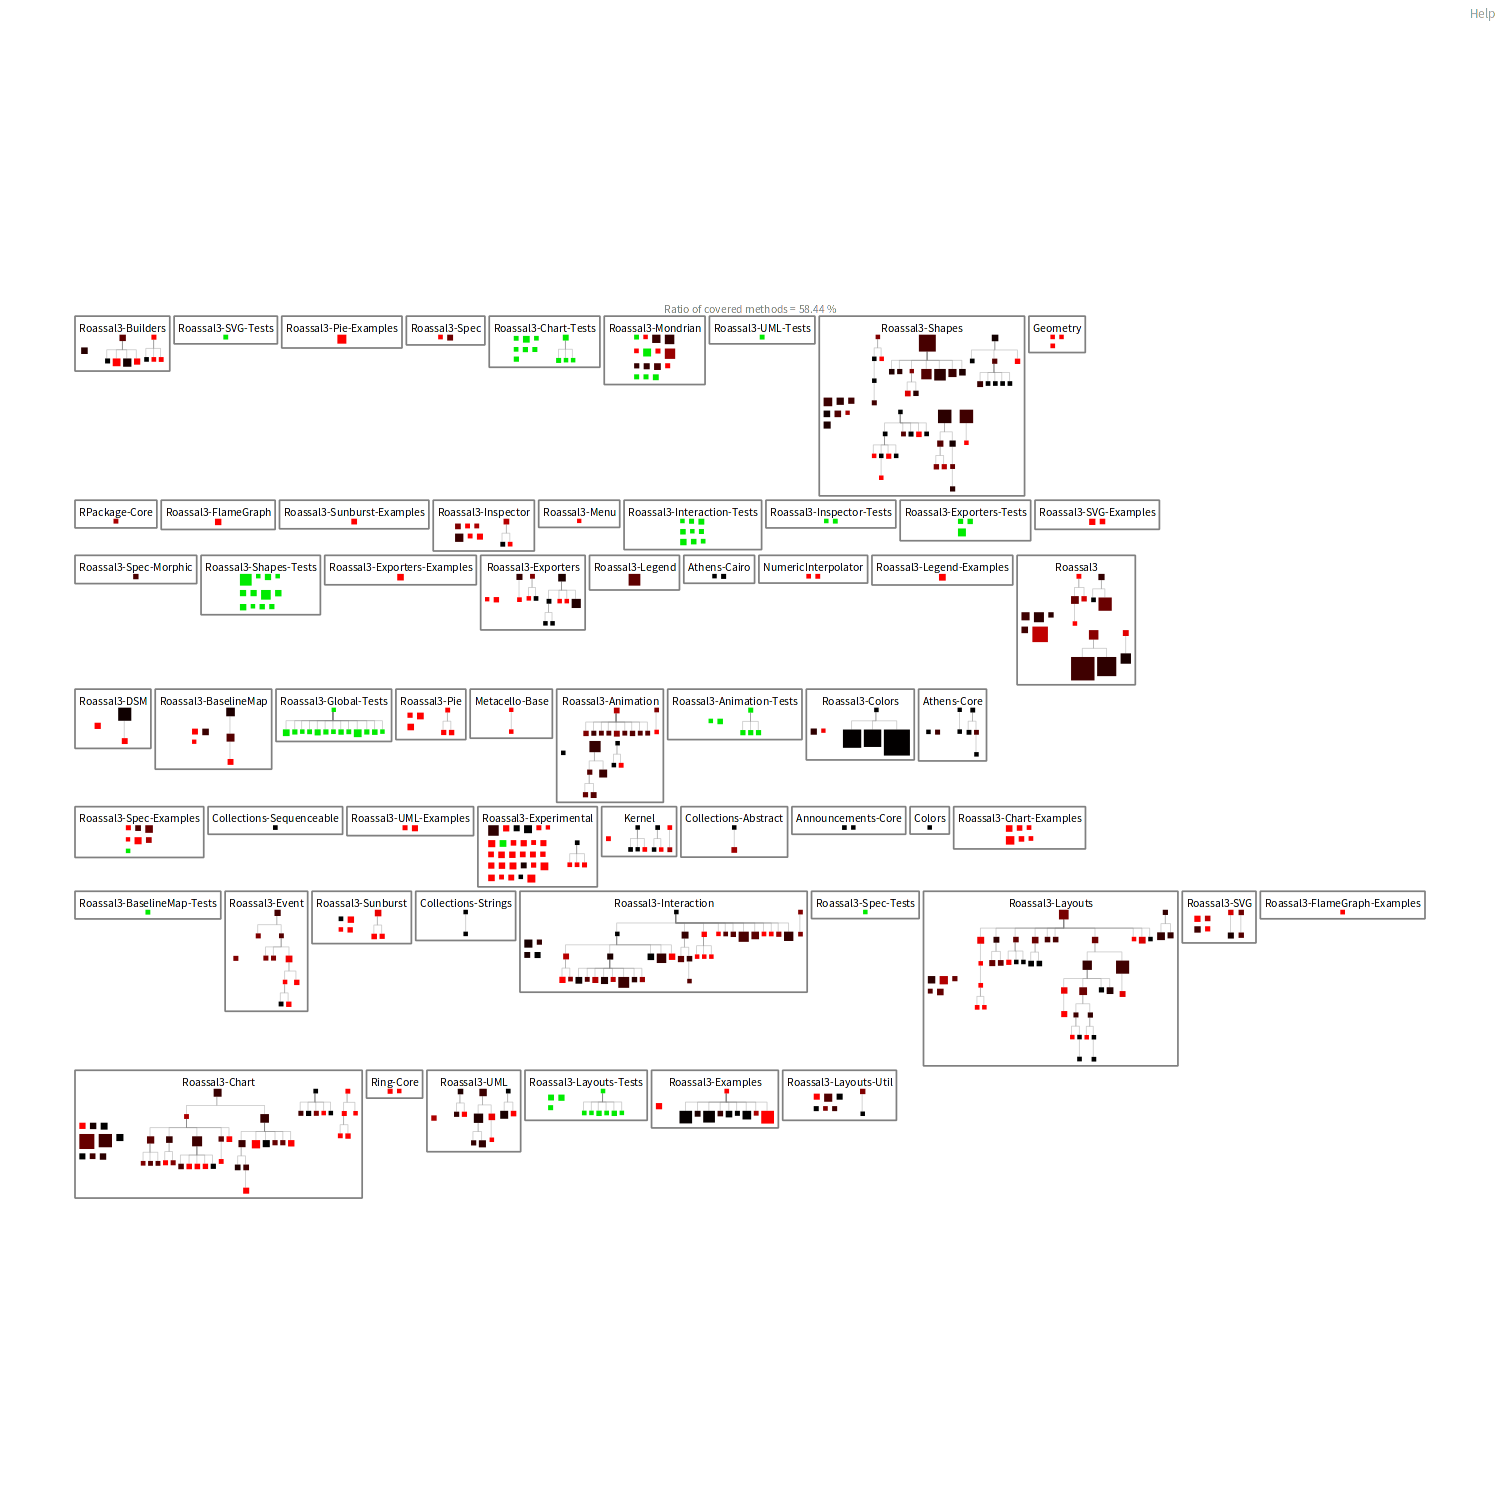 Help
Ratio of covered methods = 58.44 %
Roassal3-Builders
Roassal3-SVG-Tests
Roassal3-Pie-Examples
Roassal3-Spec
Roassal3-Chart-Tests
Roassal3-Mondrian
Roassal3-UML-Tests
Roassal3-Shapes
Geometry
RPackage-Core
Roassal3-FlameGraph
Roassal3-Sunburst-Examples
Roassal3-Inspector
Roassal3-Menu
Roassal3-Interaction-Tests
Roassal3-Inspector-Tests
Roassal3-Exporters-Tests
Roassal3-SVG-Examples
Roassal3-Spec-Morphic
Roassal3-Shapes-Tests
Roassal3-Exporters-Examples
Roassal3-Exporters
Roassal3-Legend
Athens-Cairo
NumericInterpolator
Roassal3-Legend-Examples
Roassal3
Roassal3-DSM
Roassal3-BaselineMap
Roassal3-Global-Tests
Roassal3-Pie
Metacello-Base
Roassal3-Animation
Roassal3-Animation-Tests
Roassal3-Colors
Athens-Core
Roassal3-Spec-Examples
Collections-Sequenceable
Roassal3-UML-Examples
Roassal3-Experimental
Kernel
Collections-Abstract
Announcements-Core
Colors
Roassal3-Chart-Examples
Roassal3-BaselineMap-Tests
Roassal3-Event
Roassal3-Sunburst
Collections-Strings
Roassal3-Interaction
Roassal3-Spec-Tests
Roassal3-Layouts
Roassal3-SVG
Roassal3-FlameGraph-Examples
Roassal3-Chart
Ring-Core
Roassal3-UML
Roassal3-Layouts-Tests
Roassal3-Examples
Roassal3-Layouts-Util